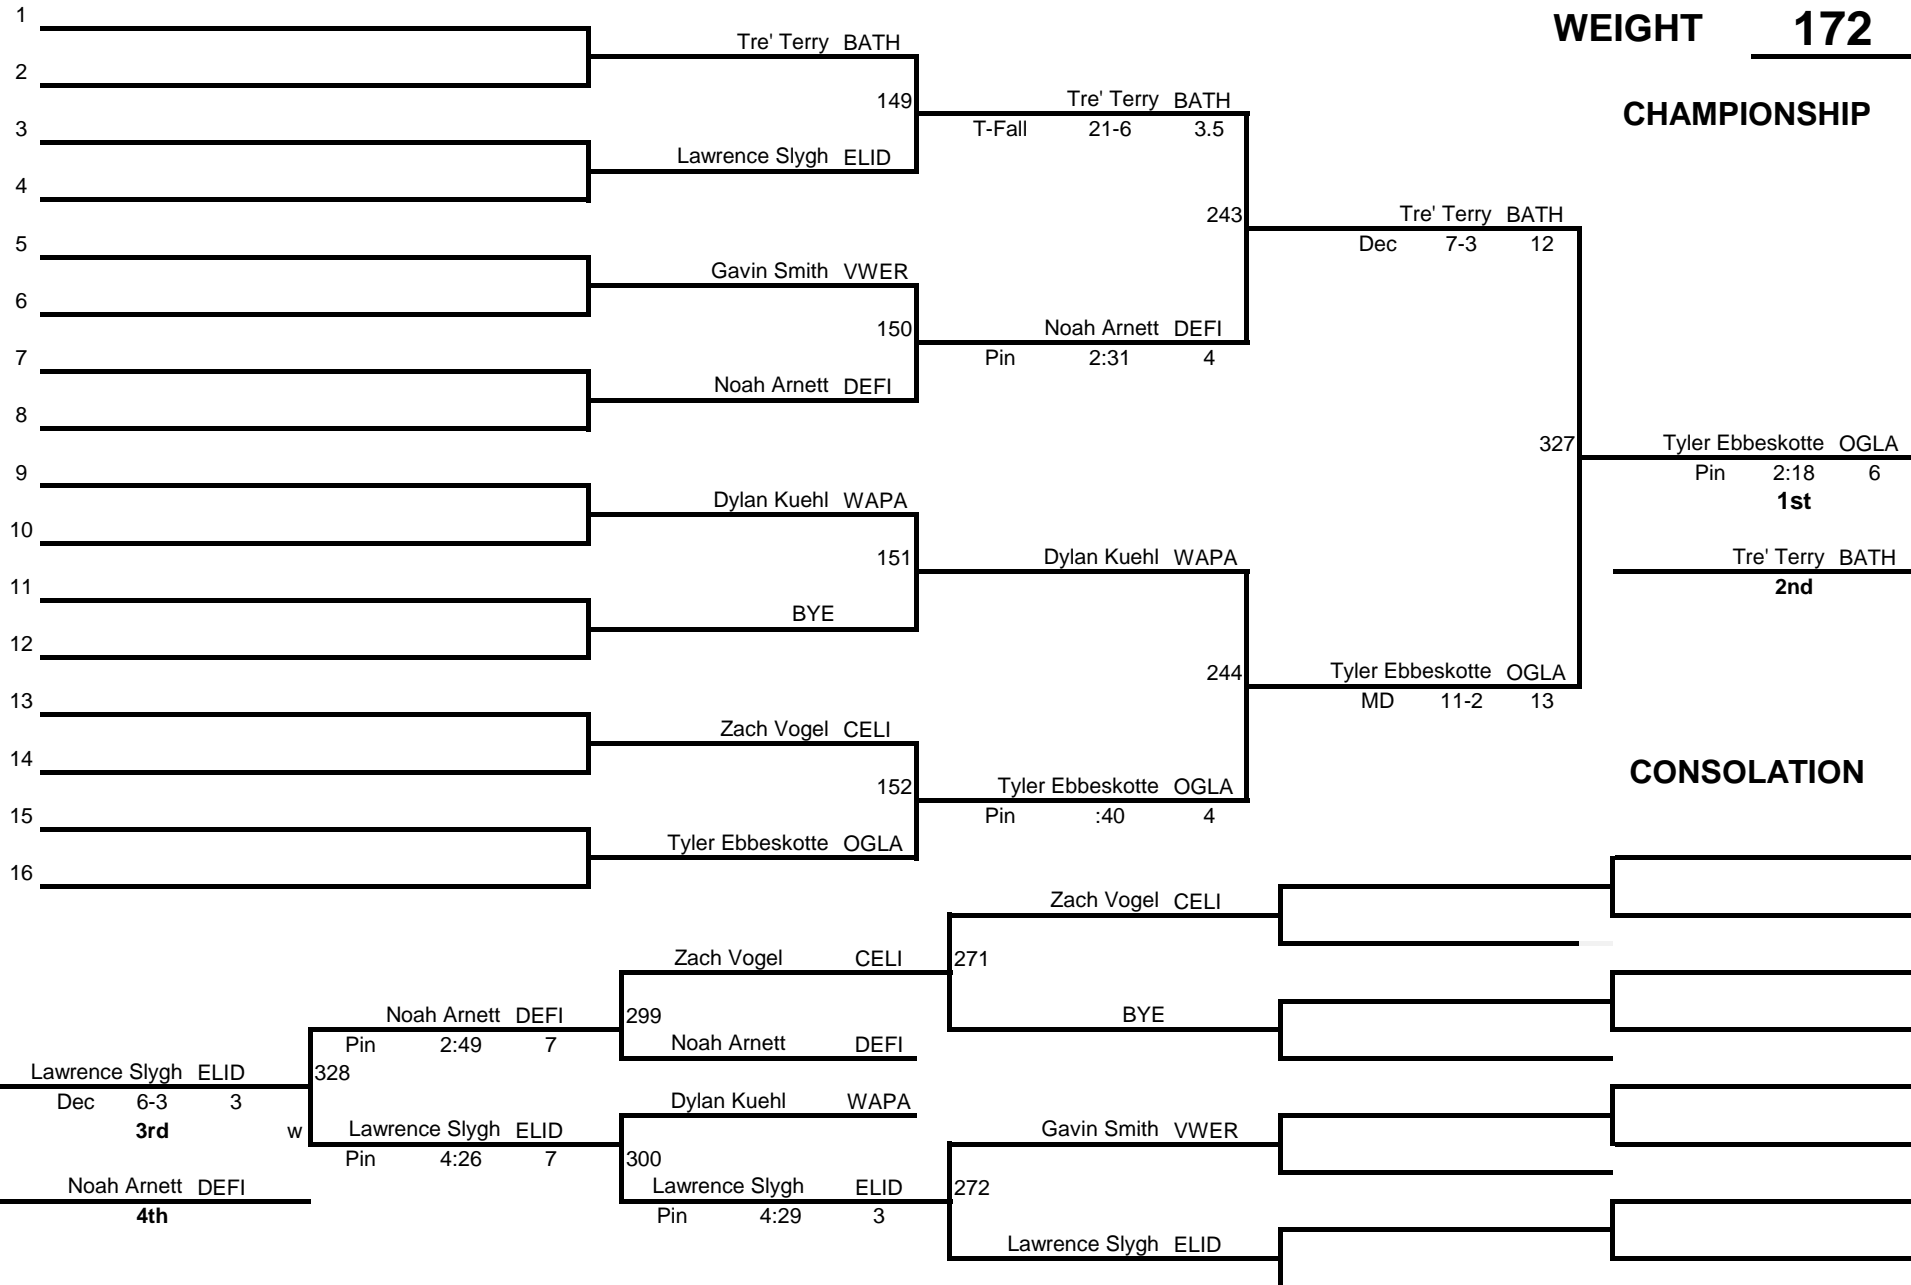 1
WEIGHT 172
Tre' Terry BATH
2
149
Tre' Terry BATH
T-Fall 21-6 3.5
CHAMPIONSHIP
3
Lawrence Slygh ELID
4
243
Tre' Terry BATH
Dec 7-3 12
5
Gavin Smith VWER
6
150
Noah Arnett DEFI
Pin 2:31 4
7
Noah Arnett DEFI
8
327
Tyler Ebbeskotte OGLA
Pin 2:18 6
1st
9
Dylan Kuehl WAPA
10
151
Dylan Kuehl WAPA
Tre' Terry BATH
2nd
11
BYE
12
244
Tyler Ebbeskotte OGLA
MD 11-2 13
13
Zach Vogel CELI
14
CONSOLATION
152
Tyler Ebbeskotte OGLA
Pin :40 4
15
Tyler Ebbeskotte OGLA
16
Zach Vogel CELI
Zach Vogel CELI
271
Noah Arnett DEFI
299
BYE
Pin 2:49 7
Noah Arnett DEFI
Lawrence Slygh ELID
328
Dec 6-3 3
3rd
w
Dylan Kuehl WAPA
Lawrence Slygh ELID
Gavin Smith VWER
Pin 4:26 7
300
Noah Arnett DEFI
4th
Lawrence Slygh ELID
272
Pin 4:29 3
Lawrence Slygh ELID